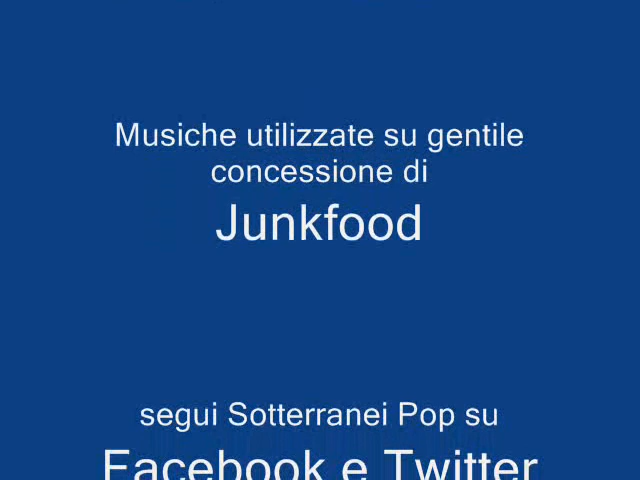 Musiche utilizzate su gentile
concessione di
Junkfood
segui Sotterranei Pop su
Facebook e Twitter